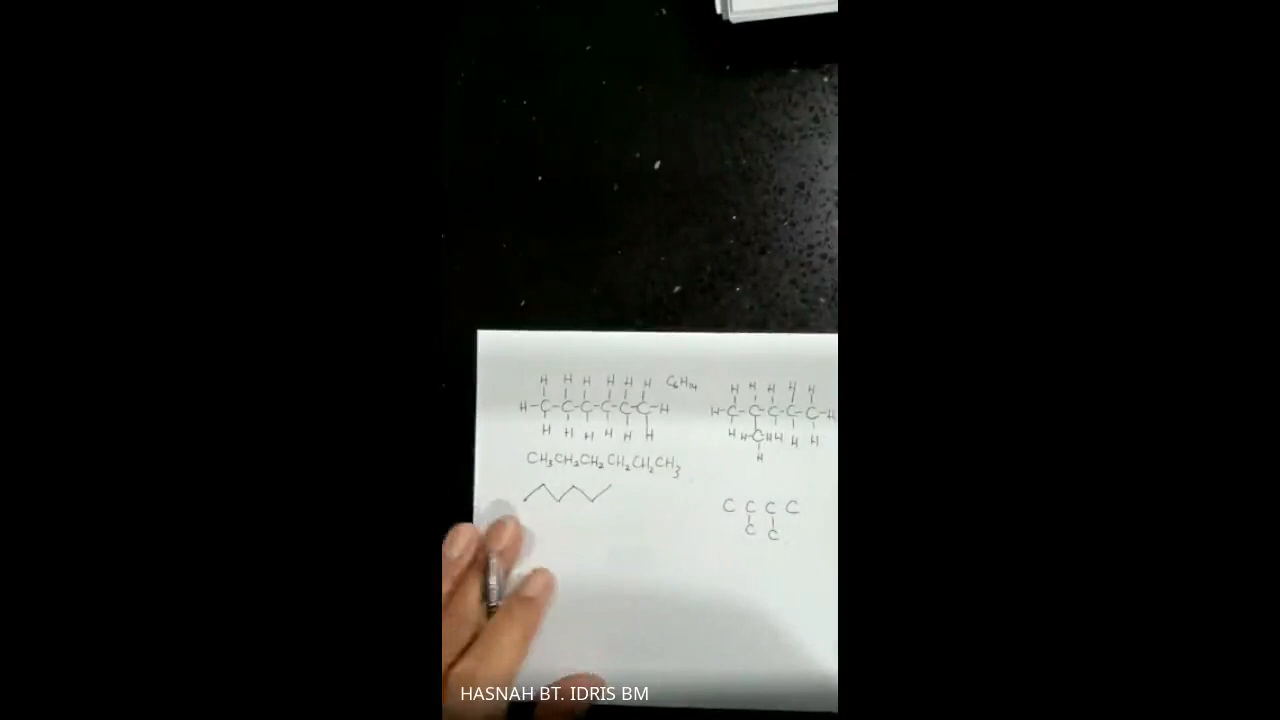 H H H H H H C₆H₁₄
H-C-C-C-C-C-C-H
H H H H H H
CH₃CH₂CH₂CH₂CH₂CH₃
H H H H H
H-C-C-C-C-C-H
H H-C-H H H H
H
C C C C
C C
HASNAH BT. IDRIS BM